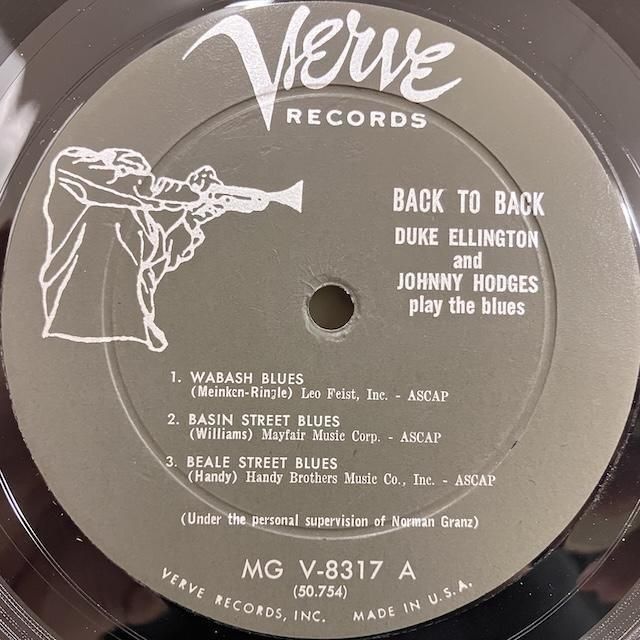 Verve
RECORDS
BACK TO BACK
DUKE ELLINGTON
and
JOHNNY HODGES
play the blues
1. WABASH BLUES
(Meinken-Ringle) Leo Feist, Inc. - ASCAP
2. BASIN STREET BLUES
(Williams) Mayfair Music Corp. - ASCAP
3. BEALE STREET BLUES
(Handy) Handy Brothers Music Co., Inc. - ASCAP
(Under the personal supervision of Norman Granz)
MG V-8317 A
(50.754)
VERVE RECORDS, INC. MADE IN U.S.A.